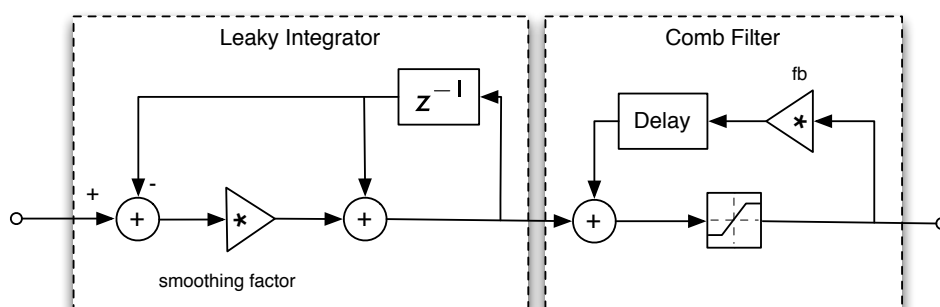 Leaky Integrator
Comb Filter
z⁻¹
fb
Delay
*
+
-
+
*
+
+
smoothing factor